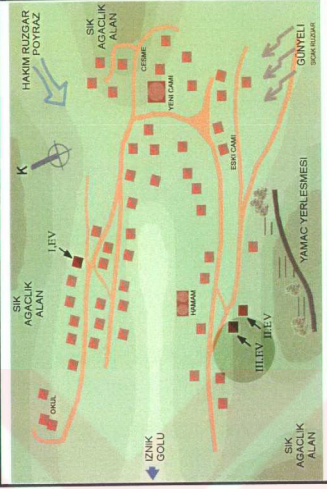 HAKIM RUZGAR
POYRAZ
SIK
AGACLIK
ALAN
CESME
YENI CAMI
GÜNYELI
SICAK RUZGAR
K
ESKI CAMI
I.EV
YAMAC YERLESMESI
SIK
AGACLIK
ALAN
HAMAM
II.EV
III.EV
OKUL
IZNIK
GOLU
SIK
AGACLIK
ALAN